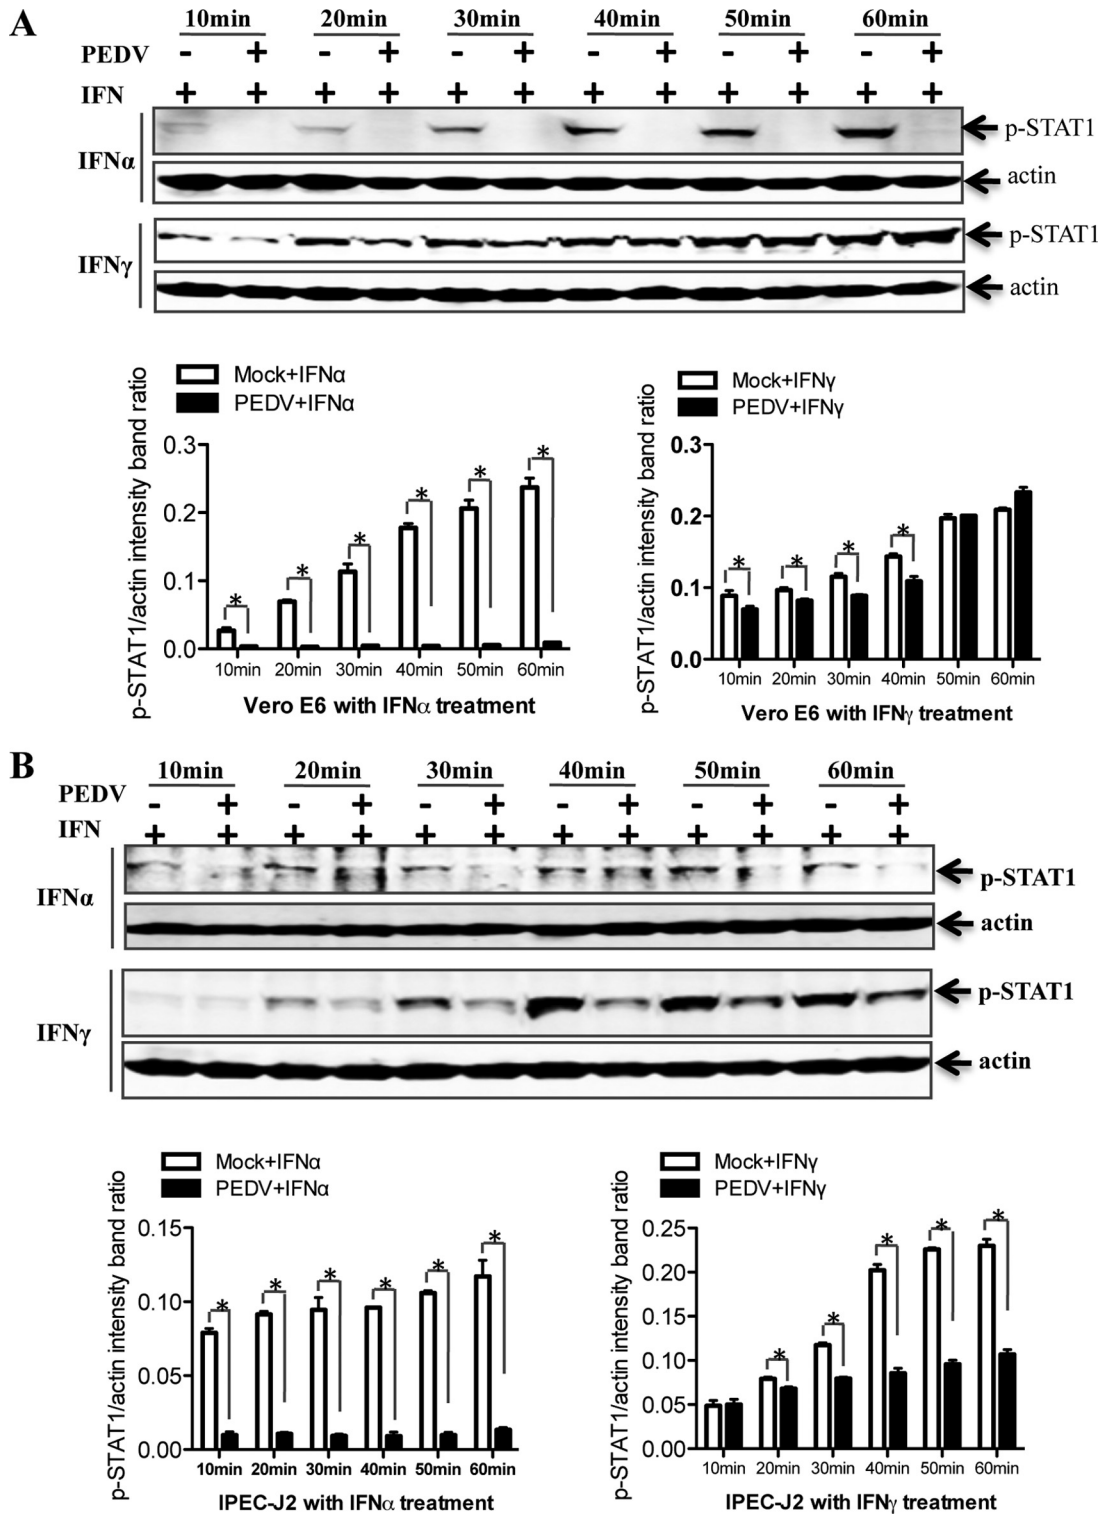 A
10min 20min 30min 40min 50min 60min
PEDV - + - + - + - + - + - +
IFN + + + + + + + + + + + +
IFNα
p-STAT1
actin
IFNγ
p-STAT1
actin
Mock+IFNα
PEDV+IFNα
p-STAT1/actin intensity band ratio
0.3
0.2
0.1
0.0
* * * * * *
10min 20min 30min 40min 50min 60min
Vero E6 with IFNα treatment
Mock+IFNγ
PEDV+IFNγ
p-STAT1/actin intensity band ratio
0.3
0.2
0.1
0.0
* * * *
10min 20min 30min 40min 50min 60min
Vero E6 with IFNγ treatment
B
10min 20min 30min 40min 50min 60min
PEDV - + - + - + - + - + - +
IFN + + + + + + + + + + + +
IFNα
p-STAT1
actin
IFNγ
p-STAT1
actin
Mock+IFNα
PEDV+IFNα
p-STAT1/actin intensity band ratio
0.15
0.10
0.05
0.00
* * * * * *
10min 20min 30min 40min 50min 60min
IPEC-J2 with IFNα treatment
Mock+IFNγ
PEDV+IFNγ
p-STAT1/actin intensity band ratio
0.25
0.20
0.15
0.10
0.05
0.00
* * * * *
10min 20min 30min 40min 50min 60min
IPEC-J2 with IFNγ treatment